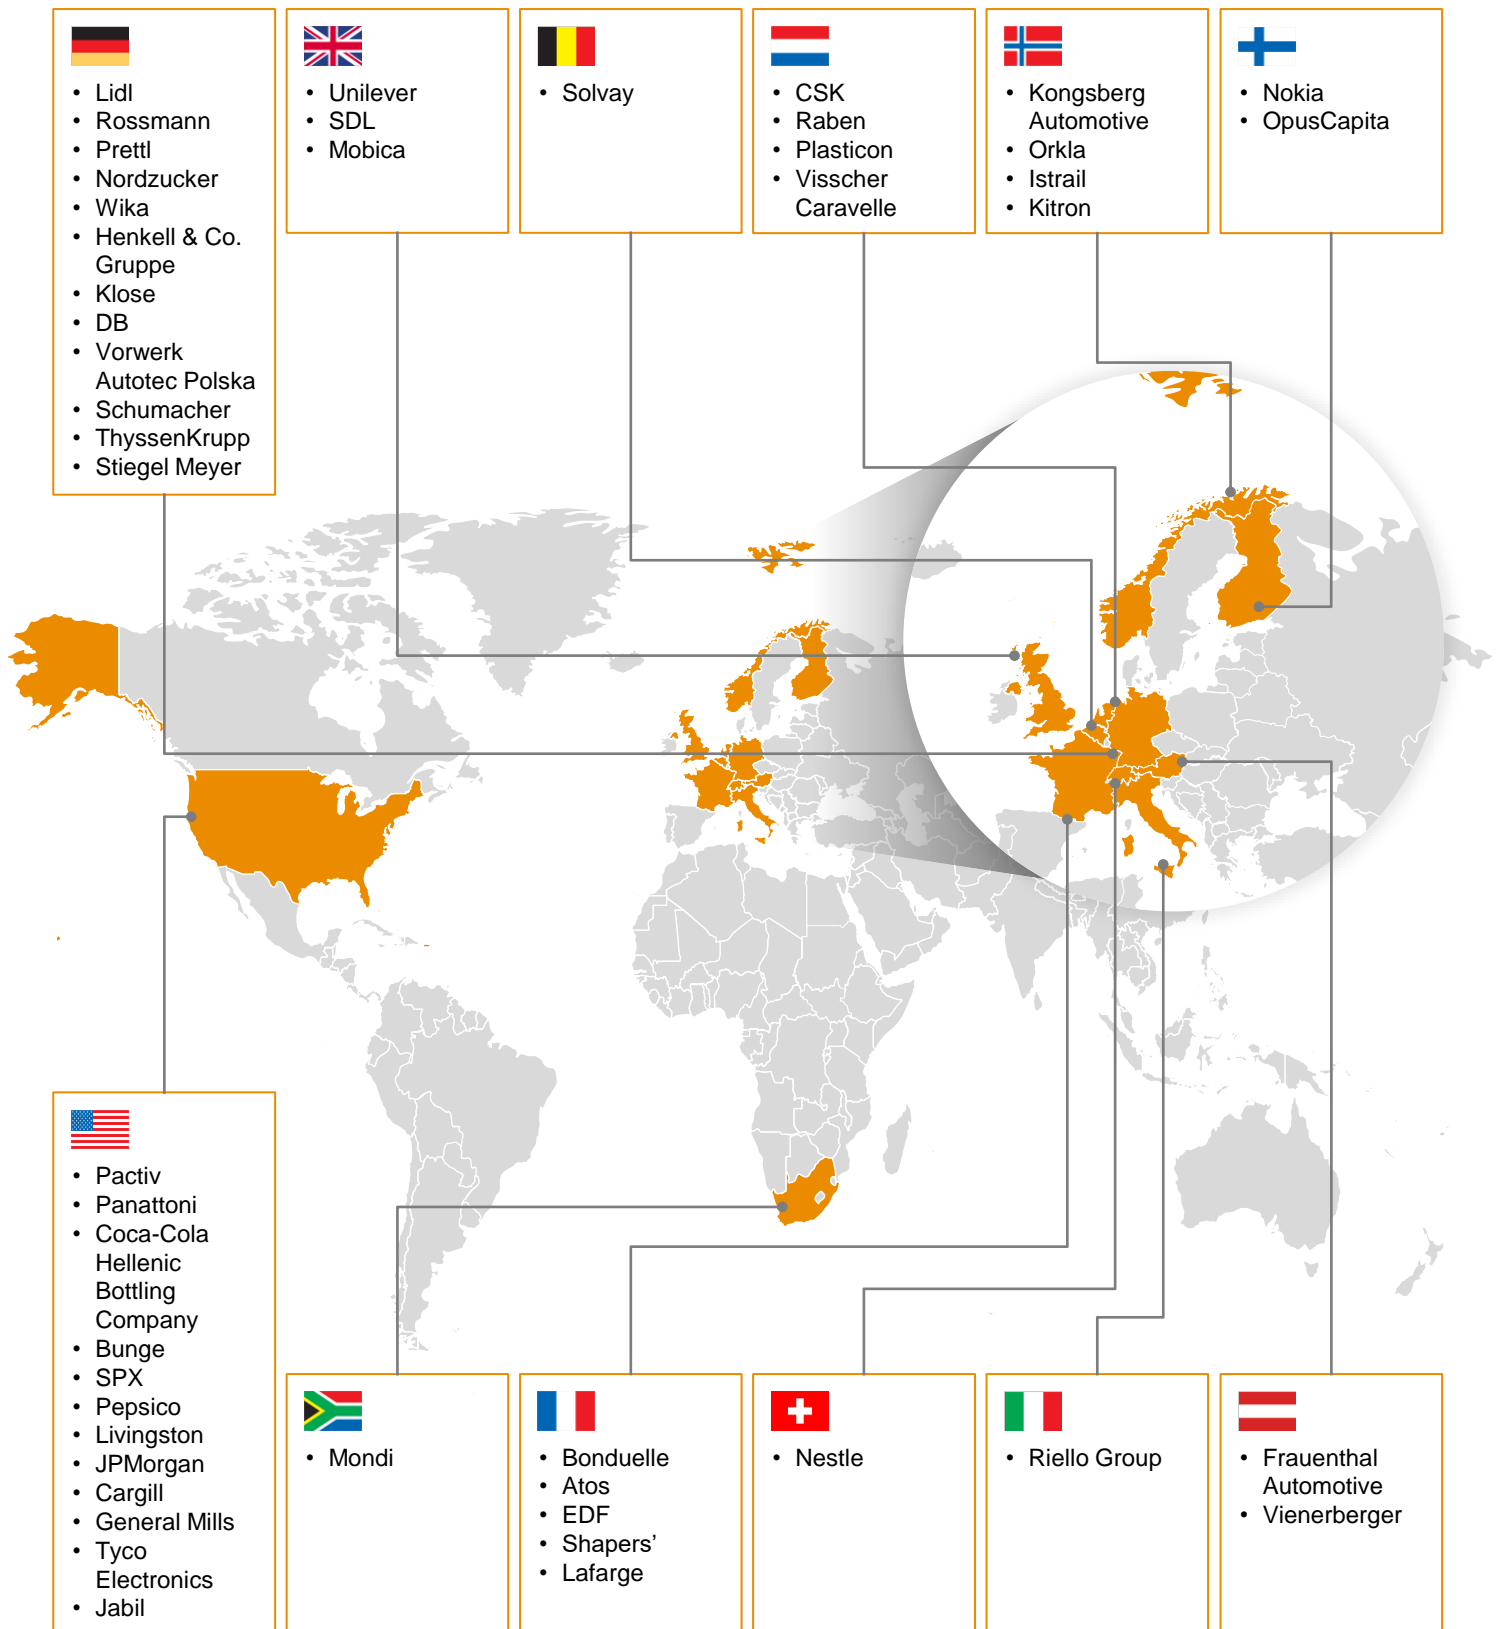 • Lidl
• Rossmann
• Prettl
• Nordzucker
• Wika
• Henkell & Co.
Gruppe
• Klose
• DB
• Vorwerk
Autotec Polska
• Schumacher
• ThyssenKrupp
• Stiegel Meyer
• Unilever
• SDL
• Mobica
• Solvay
• CSK
• Raben
• Plasticon
• Visscher
Caravelle
• Kongsberg
Automotive
• Orkla
• Istrail
• Kitron
• Nokia
• OpusCapita
• Pactiv
• Panattoni
• Coca-Cola
Hellenic
Bottling
Company
• Bunge
• SPX
• Pepsico
• Livingston
• JPMorgan
• Cargill
• General Mills
• Tyco
Electronics
• Jabil
• Mondi
• Bonduelle
• Atos
• EDF
• Shapers’
• Lafarge
• Nestle
• Riello Group
• Frauenthal
Automotive
• Vienerberger